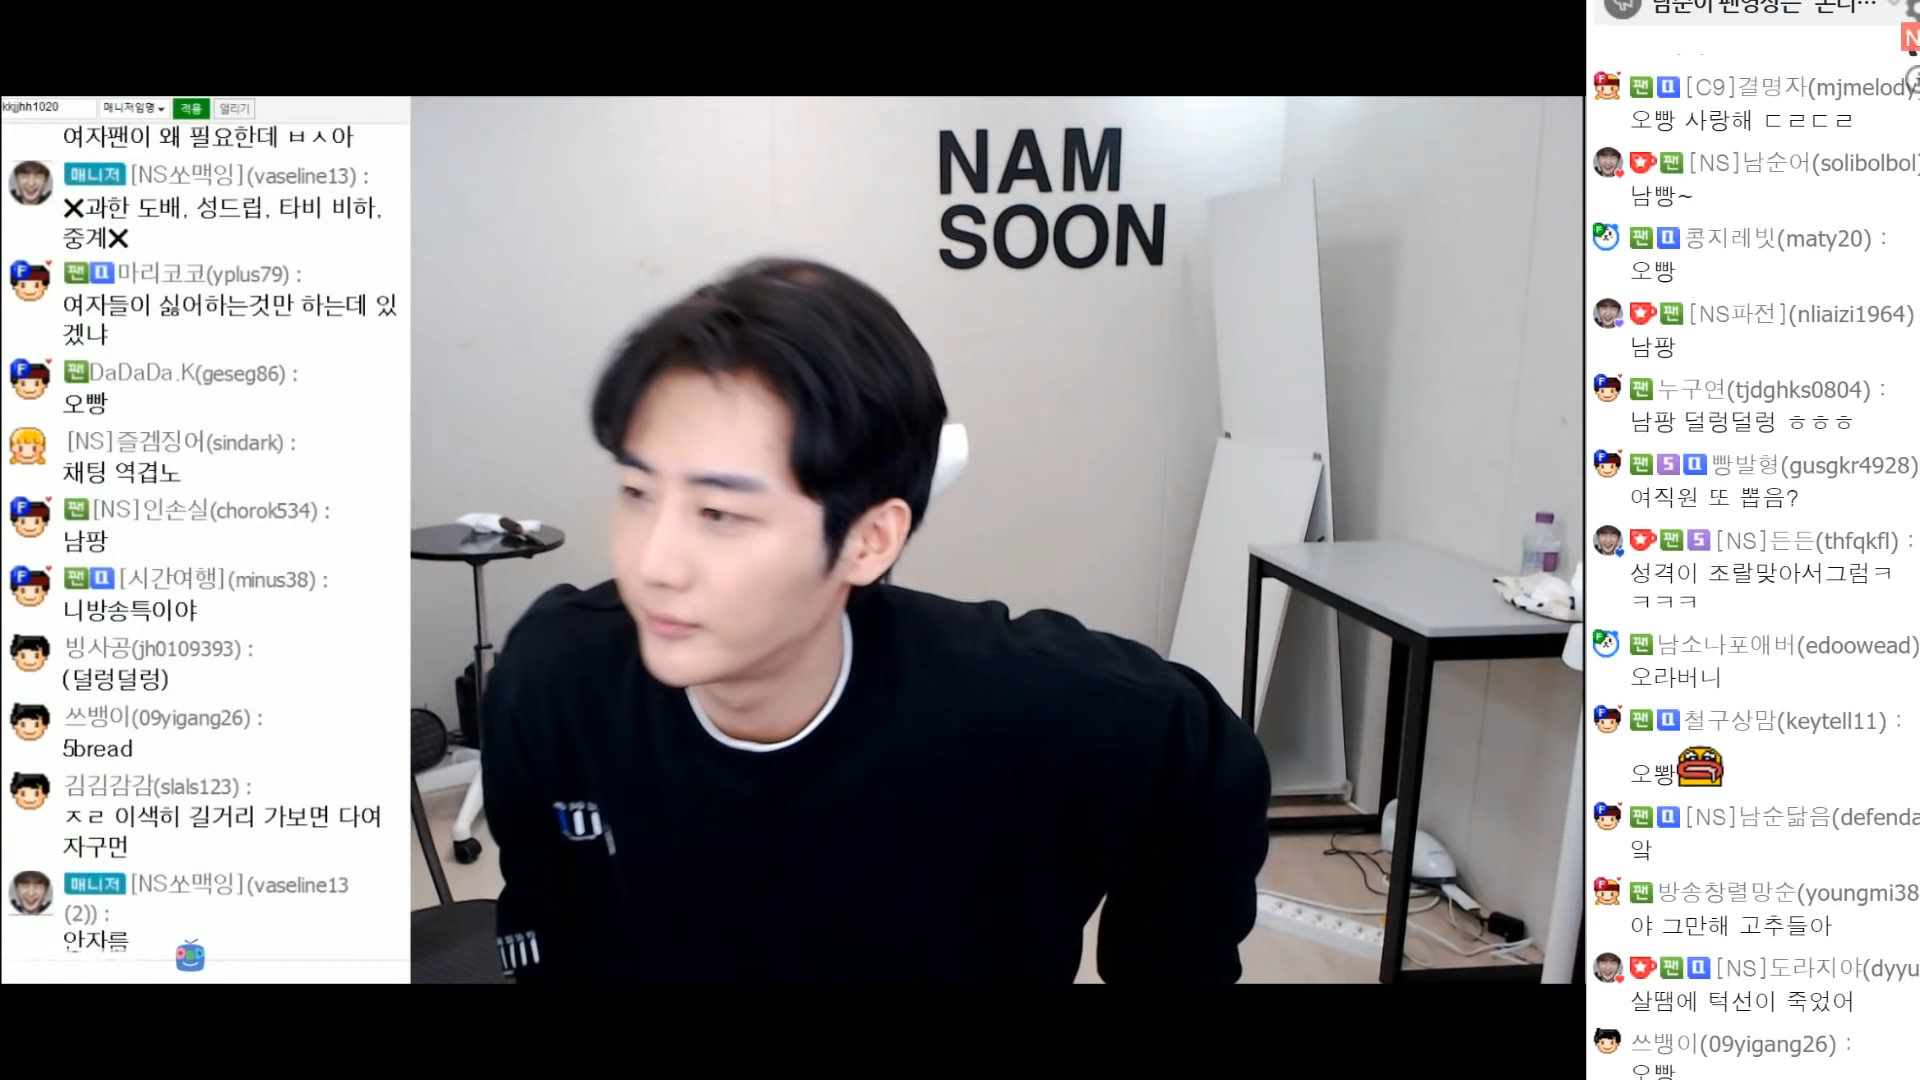 kkjjhh1020 매니저임명 적용 열리기
여자팬이 왜 필요한데 ㅂㅅ아
매니저 [NS쏘맥잉](vaseline13) :
❌과한 도배, 성드립, 타비 비하,
중계❌
팬 마리코코(yplus79) :
여자들이 싫어하는것만 하는데 있
겠냐
팬 DaDaDa.K(geseg86) :
오빵
[NS]즐겜징어(sindark) :
채팅 역겹노
팬 [NS]인손실(chorok534) :
남팡
팬 [시간여행](minus38) :
니방송특이야
빙사공(jh0109393) :
(덜렁덜렁)
쓰뱅이(09yigang26) :
5bread
김김감감(slals123) :
ㅈㄹ 이색히 길거리 가보면 다여
자구먼
매니저 [NS쏘맥잉](vaseline13
(2)) :
안자름
NAM
SOON
N
팬 [C9]결명자(mjmelody
오빵 사랑해 ㄷㄹㄷㄹ
팬 [NS]남순어(solibolbol)
남빵~
팬 콩지레빗(maty20) :
오빵
팬 [NS파전](nliaizi1964)
남팡
팬 누구연(tjdghks0804) :
남팡 덜렁덜렁 ㅎㅎㅎ
팬 S 빵발형(gusgkr4928)
여직원 또 뽑음?
팬 5 [NS]든든(thfqkfl) :
성격이 조랄맞아서그럼ㅋ
ㅋㅋㅋ
팬 남소나포애버(edoowead)
오라버니
팬 철구상맘(keytell11) :
오뽱
팬 [NS]남순닮음(defenda
앜
팬 방송창렬망순(youngmi38
야 그만해 고추들아
팬 [NS]도라지야(dyyu
살땜에 턱선이 죽었어
쓰뱅이(09yigang26) :
오빵